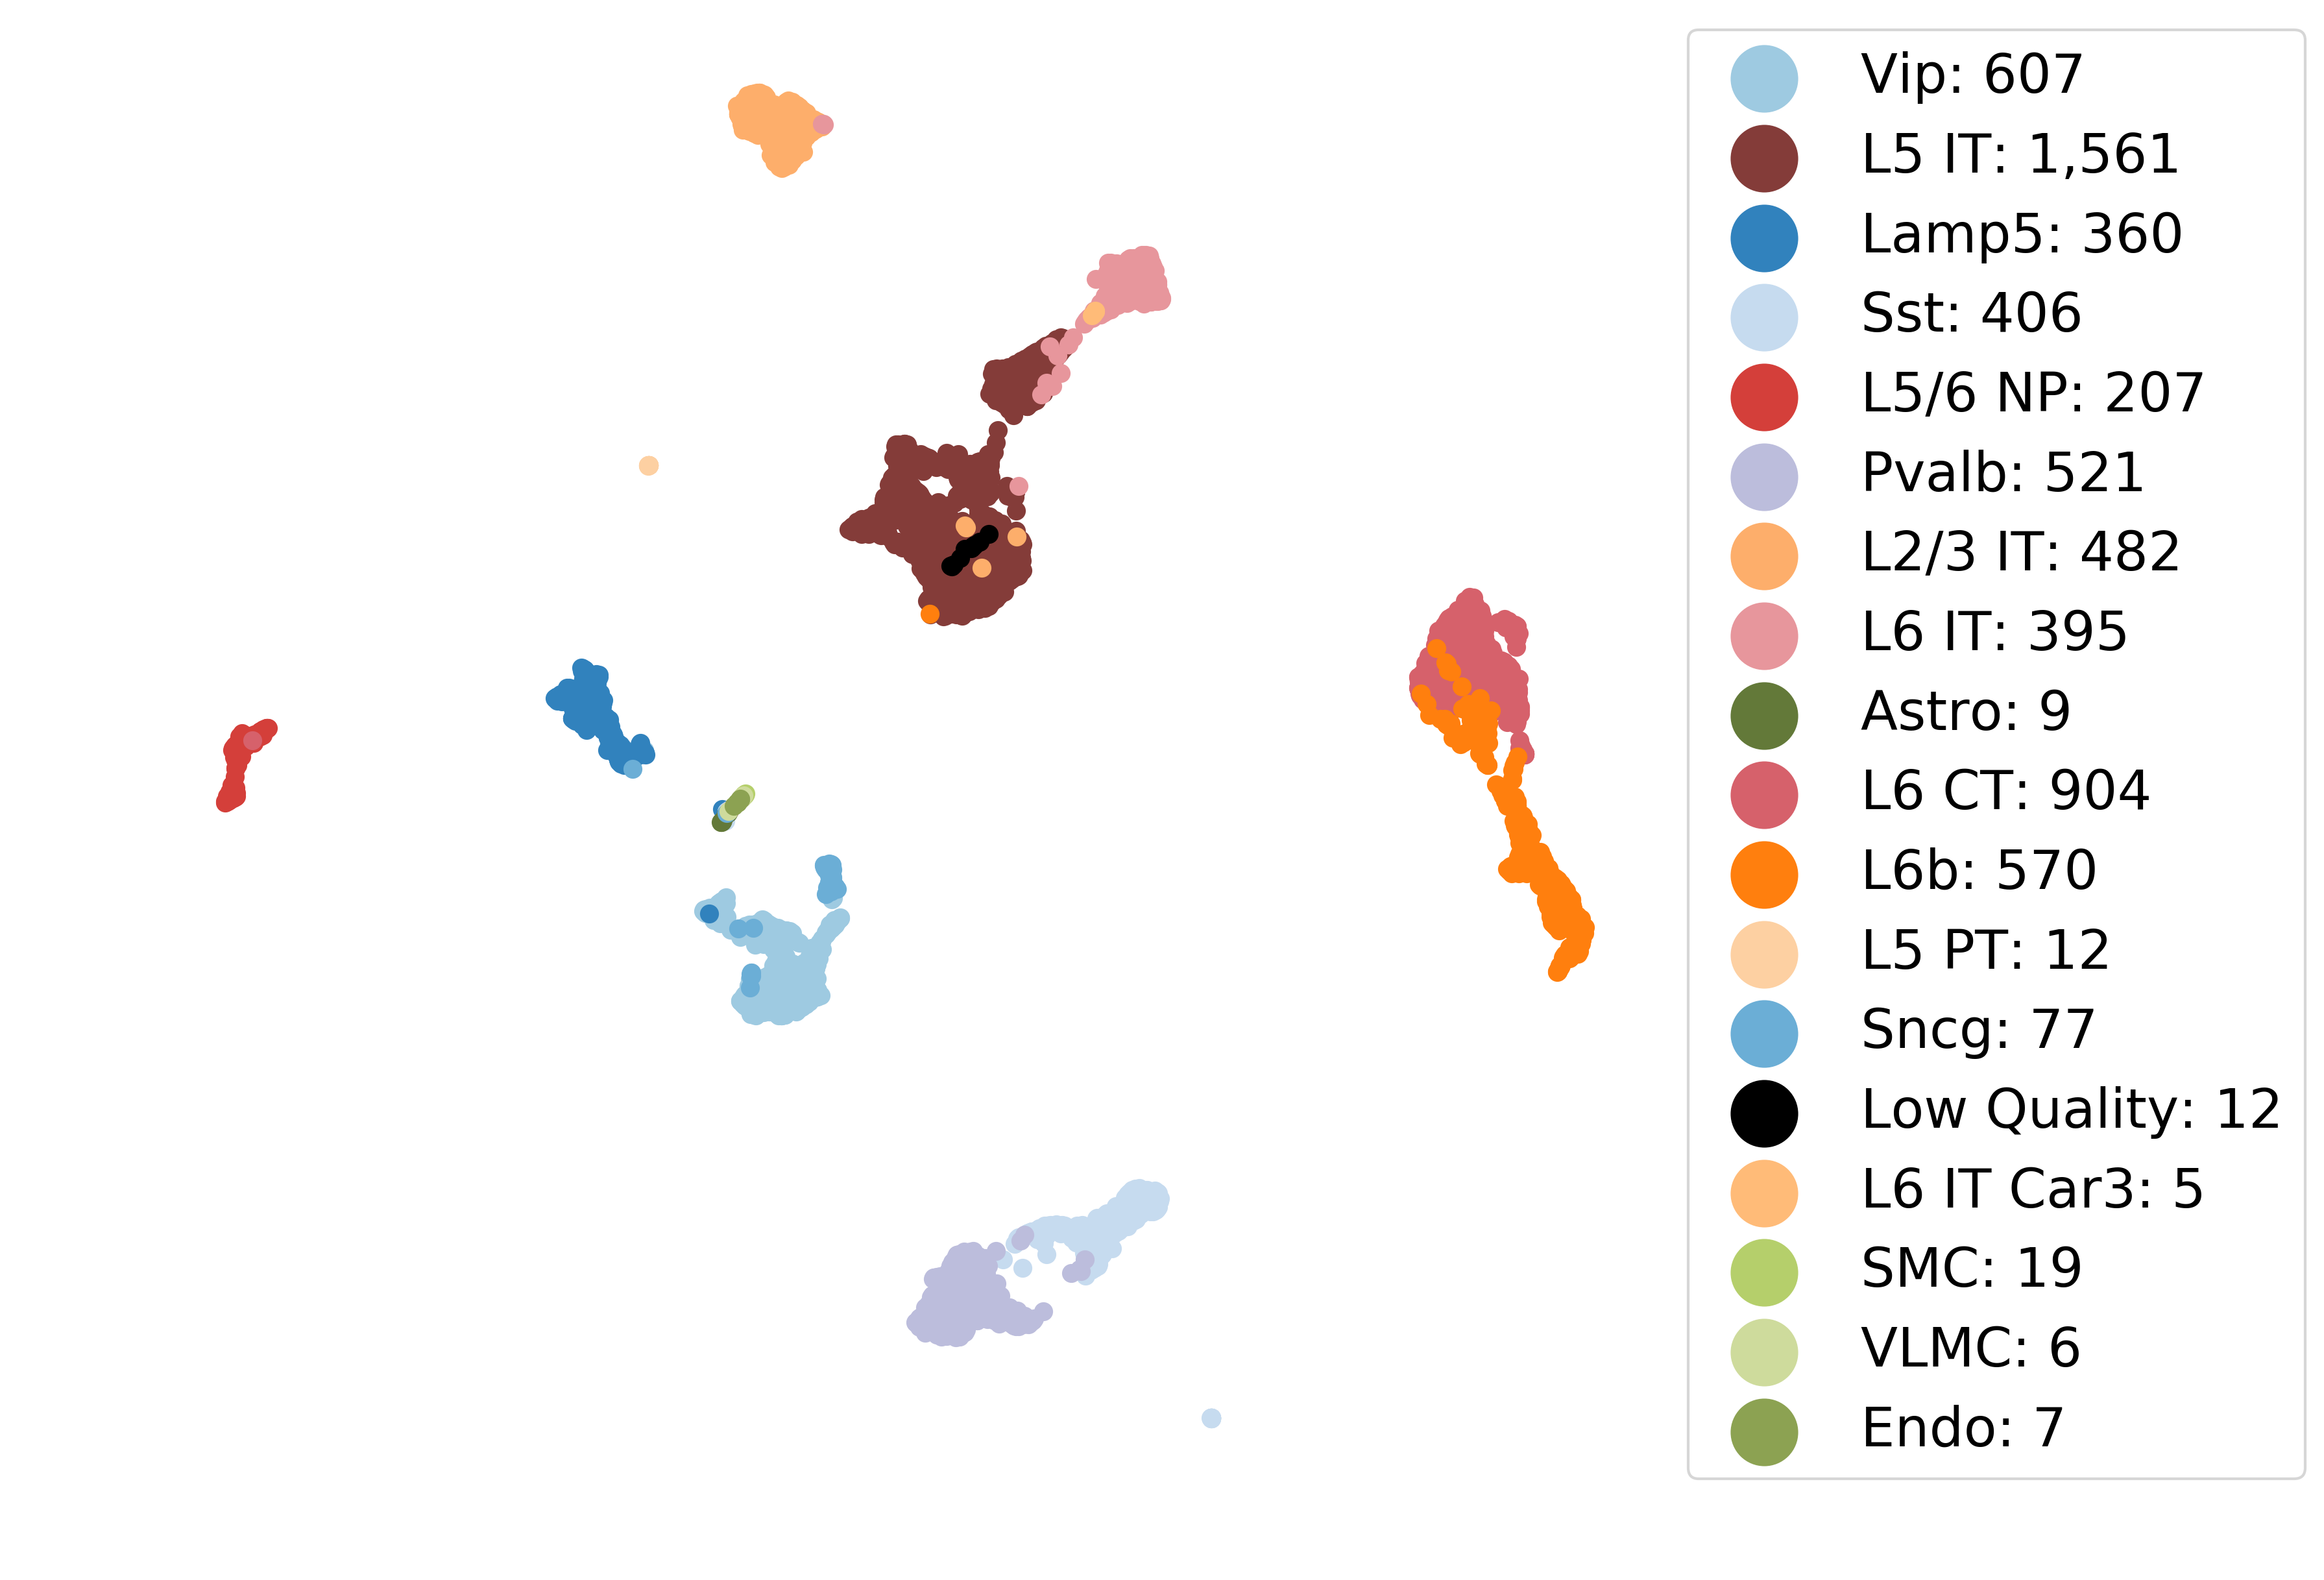 Vip: 607
L5 IT: 1,561
Lamp5: 360
Sst: 406
L5/6 NP: 207
Pvalb: 521
L2/3 IT: 482
L6 IT: 395
Astro: 9
L6 CT: 904
L6b: 570
L5 PT: 12
Sncg: 77
Low Quality: 12
L6 IT Car3: 5
SMC: 19
VLMC: 6
Endo: 7